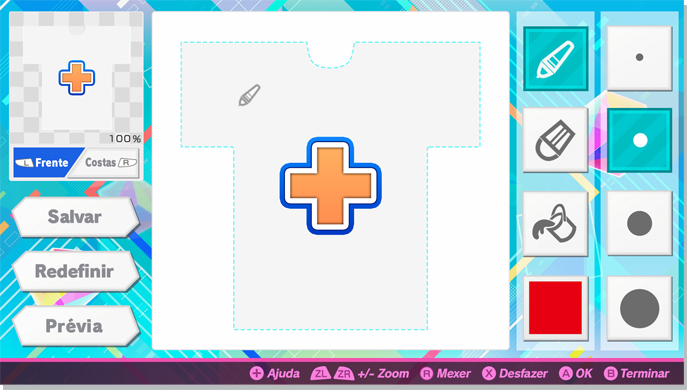 100%
L Frente Costas R
Salvar
Redefinir
Prévia
+ Ajuda ZL ZR +/- Zoom R Mexer X Desfazer A OK B Terminar